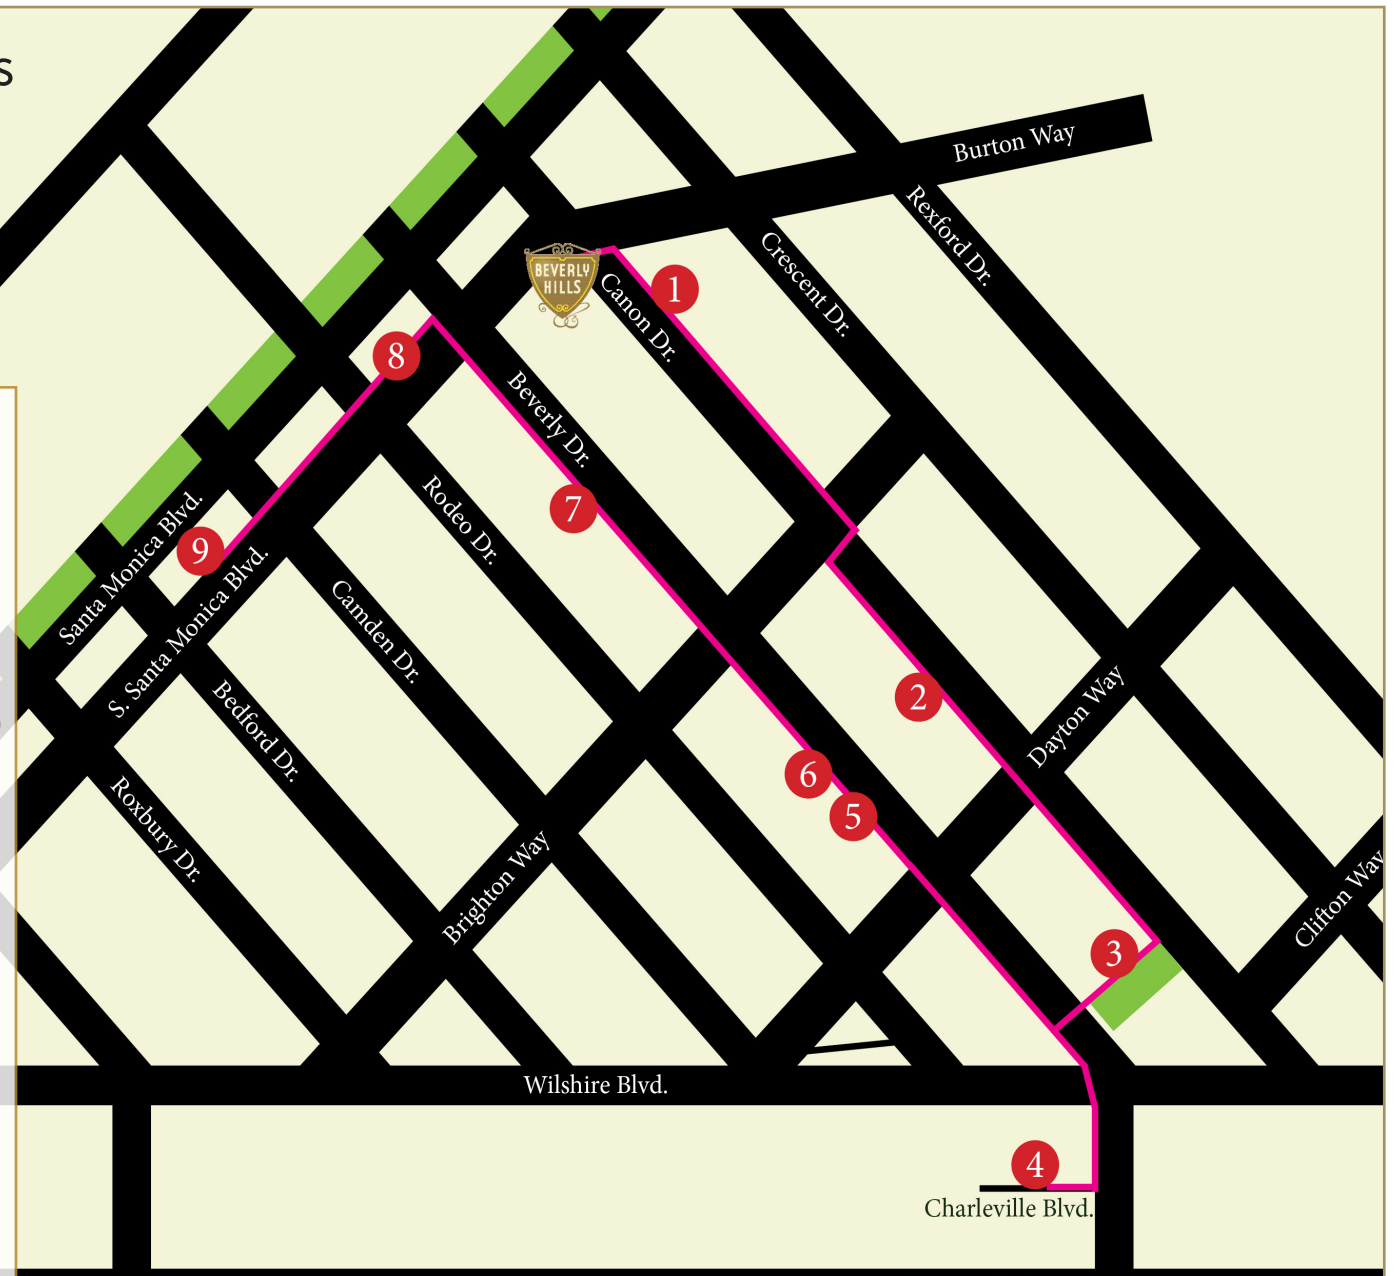 s
Burton Way
Rexford Dr.
Crescent Dr.
BEVERLY
HILLS
Canon Dr.
1
8
Beverly Dr.
7
Rodeo Dr.
Santa Monica Blvd.
9
S. Santa Monica Blvd.
Camden Dr.
2
Dayton Way
Bedford Dr.
6
5
Roxbury Dr.
Brighton Way
Clifton Way
3
Wilshire Blvd.
4
Charleville Blvd.